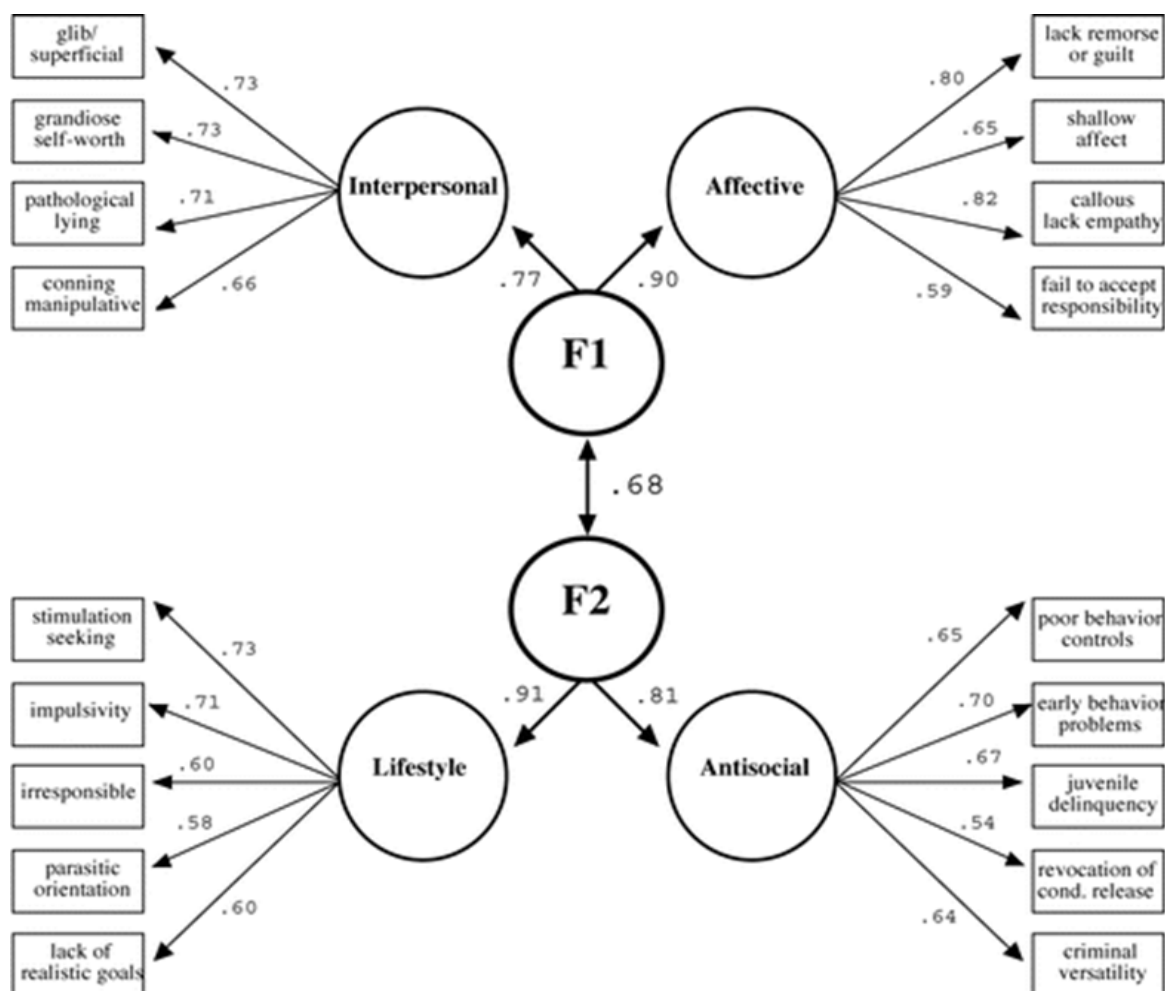 glib/
superficial
.73
grandiose
self-worth
.73
pathological
lying
.71
conning
manipulative
.66
Interpersonal
lack remorse
or guilt
.80
shallow
affect
.65
callous
lack empathy
.82
fail to accept
responsibility
.59
Affective
.77
.90
F1
.68
F2
.91
.81
stimulation
seeking
.73
impulsivity
.71
irresponsible
.60
parasitic
orientation
.58
lack of
realistic goals
.60
Lifestyle
poor behavior
controls
.65
early behavior
problems
.70
juvenile
delinquency
.67
revocation of
cond. release
.54
criminal
versatility
.64
Antisocial